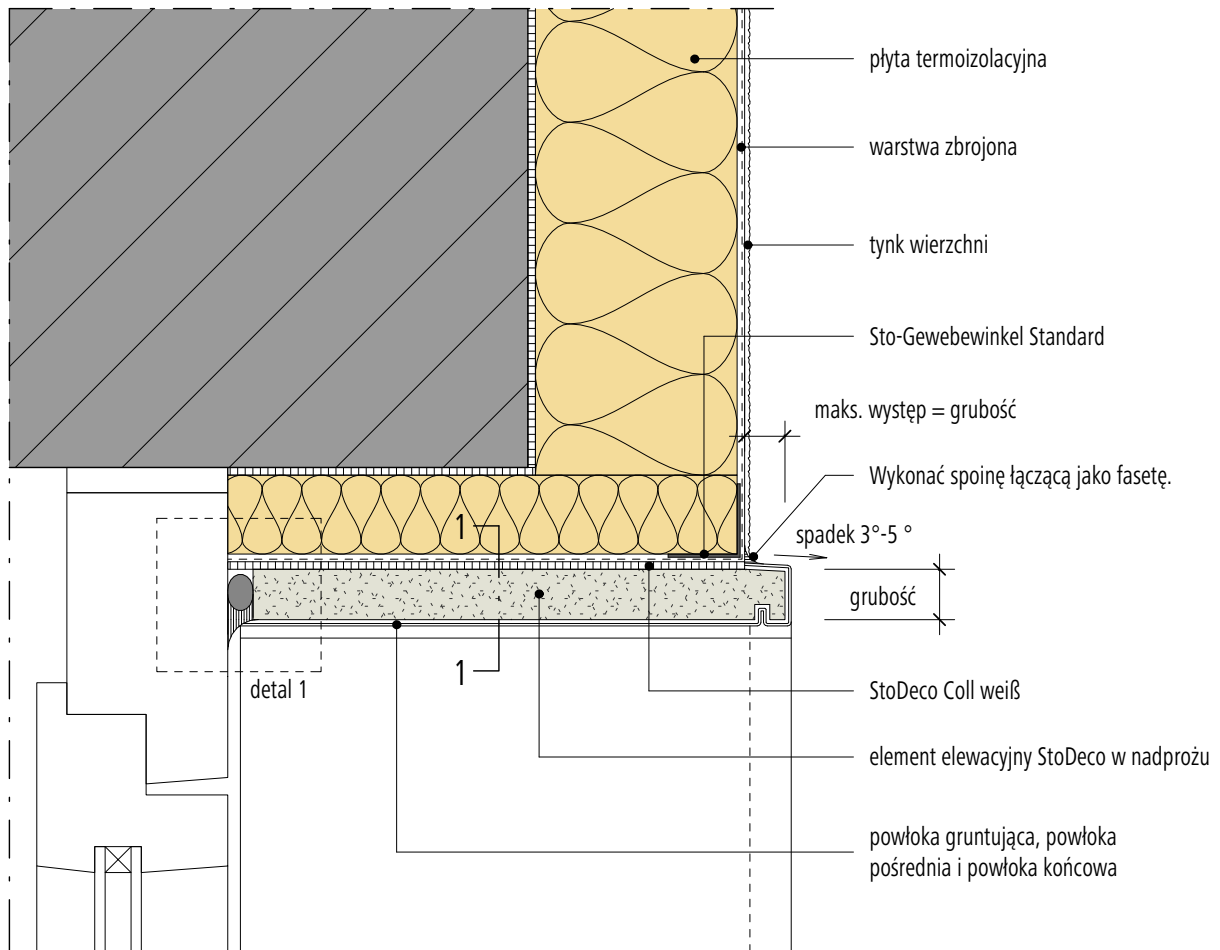 płyta termoizolacyjna
warstwa zbrojona
tynk wierzchni
Sto-Gewebewinkel Standard
maks. występ = grubość
Wykonać spoinę łączącą jako fasetę.
spadek 3°-5 °
1
grubość
1
detal 1
StoDeco Coll weiß
element elewacyjny StoDeco w nadprożu
powłoka gruntująca, powłoka
pośrednia i powłoka końcowa